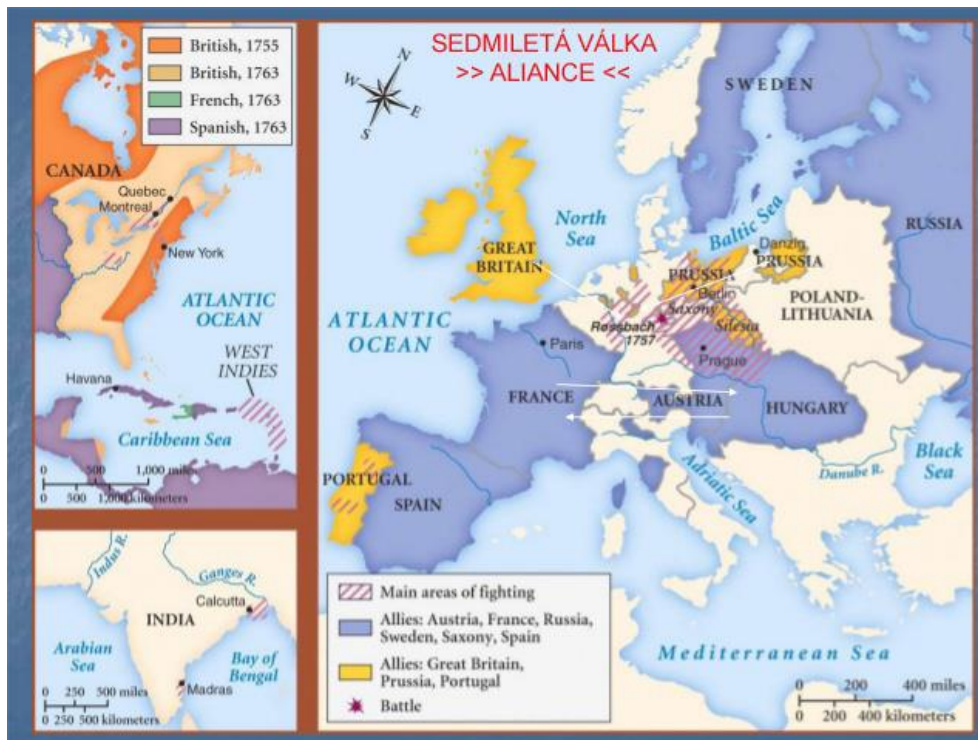 SEDMILETÁ VÁLKA
>> ALIANCE <<
British, 1755
British, 1763
French, 1763
Spanish, 1763
CANADA
Quebec
Montreal
New York
ATLANTIC
OCEAN
WEST
INDIES
Havana
Caribbean Sea
0 500 1,000 miles
0 500 1,000 kilometers
Indus R.
Ganges R.
Calcutta
INDIA
Arabian
Sea
Bay of
Bengal
Madras
0 250 500 miles
0 250 500 kilometers
N
W
E
S
SWEDEN
RUSSIA
North
Sea
Baltic Sea
GREAT
BRITAIN
Danzig
PRUSSIA
PRUSSIA
Berlin
Saxony
POLAND-
LITHUANIA
Silesia
Rossbach
1757
Prague
ATLANTIC
OCEAN
Paris
FRANCE
AUSTRIA
HUNGARY
Black
Sea
Danube R.
Adriatic Sea
PORTUGAL
SPAIN
Mediterranean Sea
Main areas of fighting
Allies: Austria, France, Russia,
Sweden, Saxony, Spain
Allies: Great Britain,
Prussia, Portugal
Battle
0 200 400 miles
0 200 400 kilometers